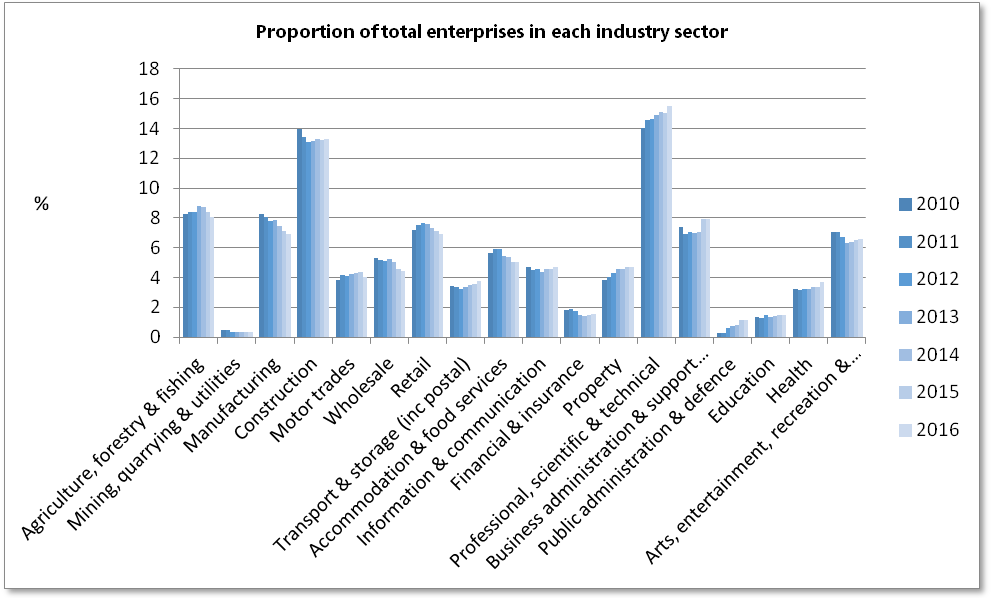 Proportion of total enterprises in each industry sector
18
16
14
12
10
8
6
4
2
0
%
Agriculture, forestry & fishing
Mining, quarrying & utilities
Manufacturing
Construction
Motor trades
Wholesale
Retail
Transport & storage (inc postal)
Accommodation & food services
Information & communication
Financial & insurance
Property
Professional, scientific & technical
Business administration & support...
Public administration & defence
Education
Health
Arts, entertainment, recreation &...
2010
2011
2012
2013
2014
2015
2016